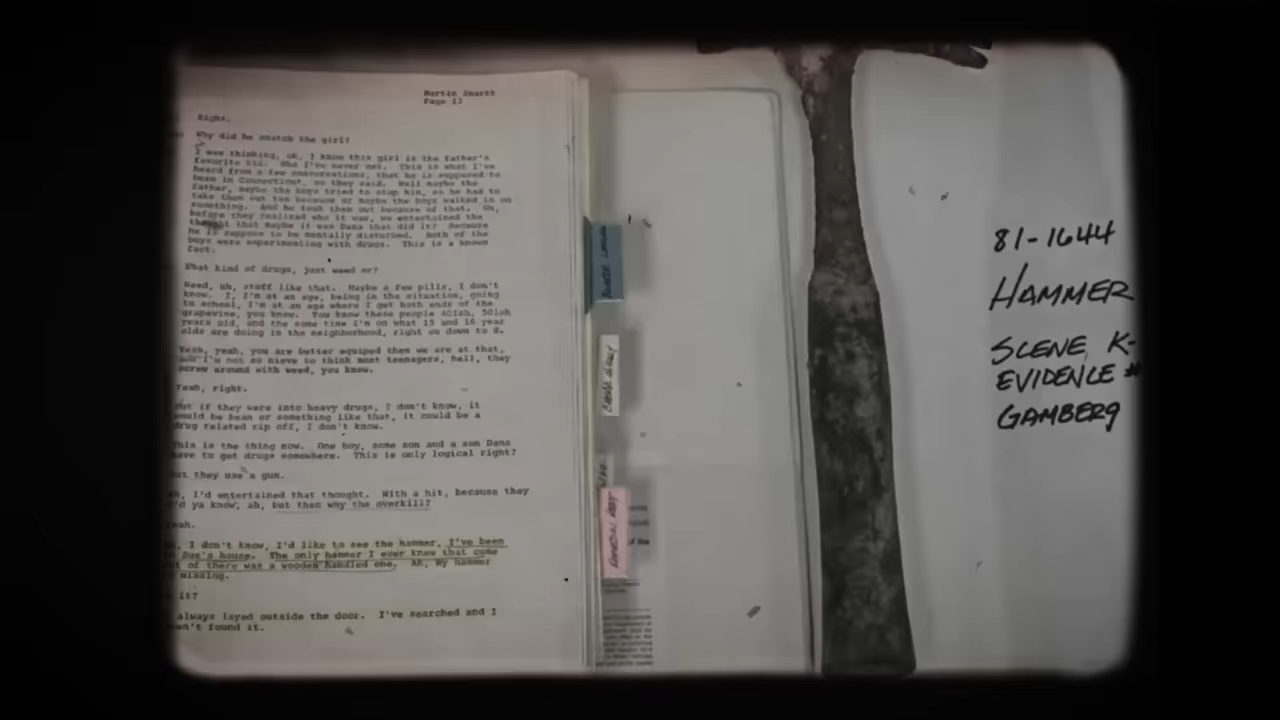 Martin Smartt
Page 13
Right.
Why did he snatch the girl?
I was thinking, ok, I know this girl is the father's
favorite kid. Who I've never met. This is what I've
heard from a few conversations, that he is supposed to
been in Connecticut, so they said. Well maybe the
father, maybe the boys tried to stop him, so he had to
take them out too because or maybe the boys walked in on
something. And he took them out because of that. Uh,
before they realized who it was, we entertained the
thought that maybe it was Dana that did it? Because
he is suppose to be mentally disturbed. Both of the
boys were experimenting with drugs. This is a known
fact.
What kind of drugs, just weed or?
Weed, uh, stuff like that. Maybe a few pills, I don't
know. I, I'm at an age, being in the situation, going
to school, I'm at an age where I get both ends of the
grapevine, you know. You know these people 40ish, 50ish
years old, and the same time I'm on what 15 and 16 year
olds are doing in the neighborhood, right on down to 8.
Yeah, yeah, you are better equiped them we are at that,
I'm not so nieve to think most teenagers, hell, they
screw around with weed, you know.
Yeah, right.
But if they were into heavy drugs, I don't know, it
would be bean or something like that, it could be a
drug related rip off, I don't know.
This is the thing now. One boy, some son and a son Dana
have to get drugs somewhere. This is only logical right?
But they use a gun.
I'd entertained that thought. With a hit, because they
ya know, ah, but then why the overkill?
Yeah.
I don't know, I'd like to see the hammer, I've been
Sue's house. The only hammer I ever knew that come
out of there was a wooden handled one. Ah, my hammer
missing.
it?
always layed outside the door. I've searched and I
haven't found it.
81-1644
HAMMER
SCENE K-
EVIDENCE #
GAMBERG